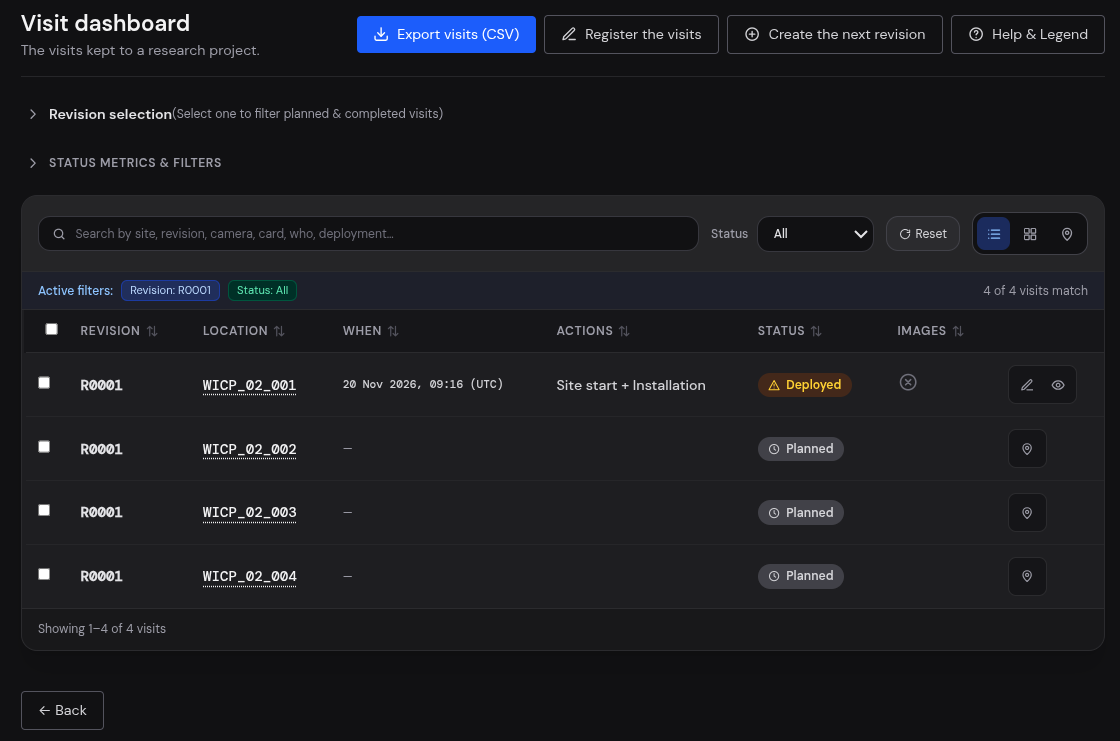 Visit dashboard
The visits kept to a research project.
Export visits (CSV)
Register the visits
Create the next revision
Help & Legend
Revision selection(Select one to filter planned & completed visits)
STATUS METRICS & FILTERS
Search by site, revision, camera, card, who, deployment...
Status
All
Reset
Active filters:
Revision: R0001
Status: All
4 of 4 visits match
REVISION LOCATION WHEN ACTIONS STATUS IMAGES
R0001 WICP_02_001 20 Nov 2026, 09:16 (UTC) Site start + Installation Deployed
R0001 WICP_02_002 — Planned
R0001 WICP_02_003 — Planned
R0001 WICP_02_004 — Planned
Showing 1–4 of 4 visits
← Back